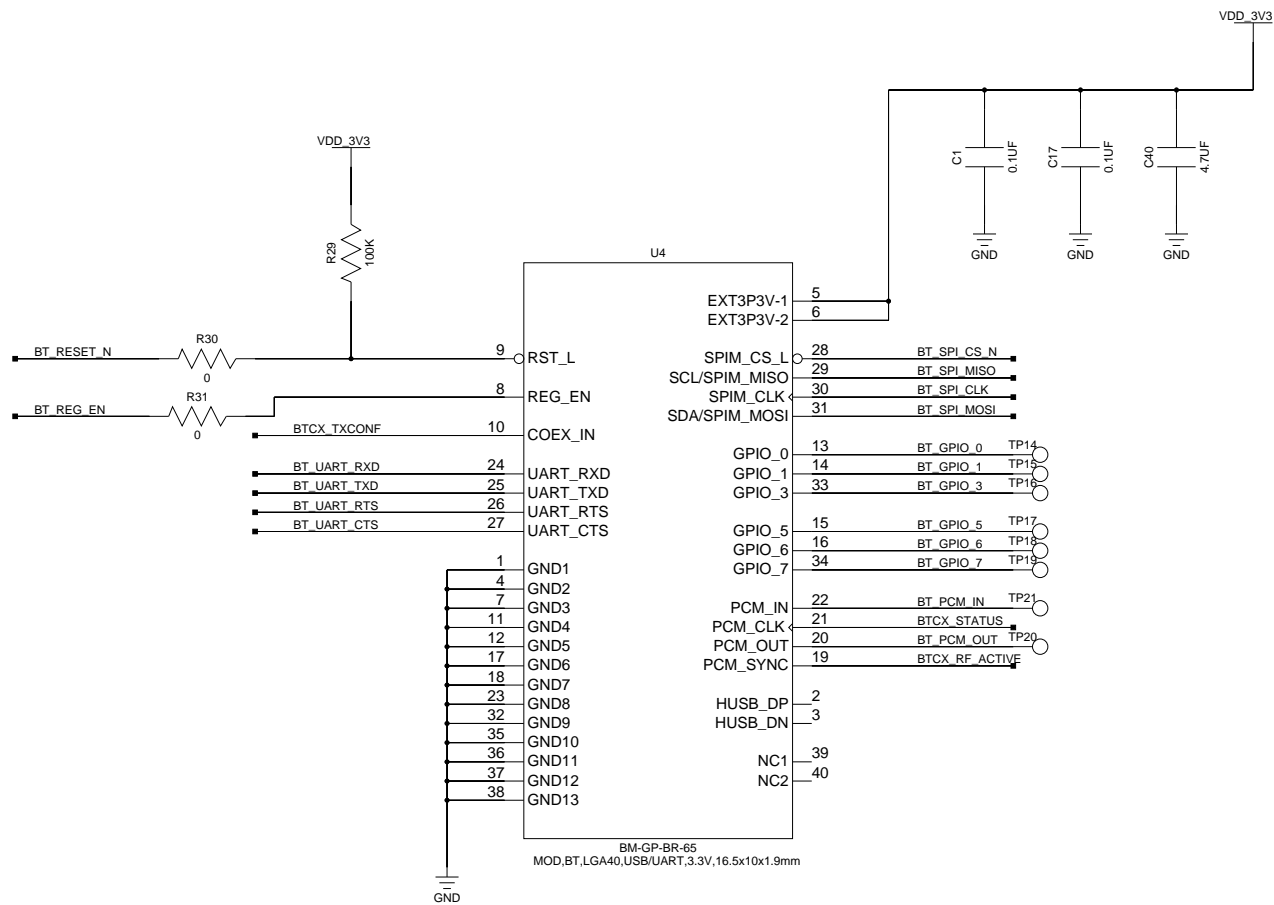 VDD_3V3
C1
0.1UF
C17
0.1UF
C40
4.7UF
GND
GND
GND
VDD_3V3
R29
100K
U4
BT_RESET_N
R30
0
9
RST_L
BT_REG_EN
R31
0
8
REG_EN
BTCX_TXCONF
10
COEX_IN
BT_UART_RXD
24
UART_RXD
BT_UART_TXD
25
UART_TXD
BT_UART_RTS
26
UART_RTS
BT_UART_CTS
27
UART_CTS
1
GND1
4
GND2
7
GND3
11
GND4
12
GND5
17
GND6
18
GND7
23
GND8
32
GND9
35
GND10
36
GND11
37
GND12
38
GND13
GND
EXT3P3V-1
5
EXT3P3V-2
6
SPIM_CS_L
28
BT_SPI_CS_N
SCL/SPIM_MISO
29
BT_SPI_MISO
SPIM_CLK
30
BT_SPI_CLK
SDA/SPIM_MOSI
31
BT_SPI_MOSI
GPIO_0
13
BT_GPIO_0
TP14
GPIO_1
14
BT_GPIO_1
TP15
GPIO_3
33
BT_GPIO_3
TP16
GPIO_5
15
BT_GPIO_5
TP17
GPIO_6
16
BT_GPIO_6
TP18
GPIO_7
34
BT_GPIO_7
TP19
PCM_IN
22
BT_PCM_IN
TP21
PCM_CLK
21
BTCX_STATUS
PCM_OUT
20
BT_PCM_OUT
TP20
PCM_SYNC
19
BTCX_RF_ACTIVE
HUSB_DP
2
HUSB_DN
3
NC1
39
NC2
40
BM-GP-BR-65
MOD,BT,LGA40,USB/UART,3.3V,16.5x10x1.9mm